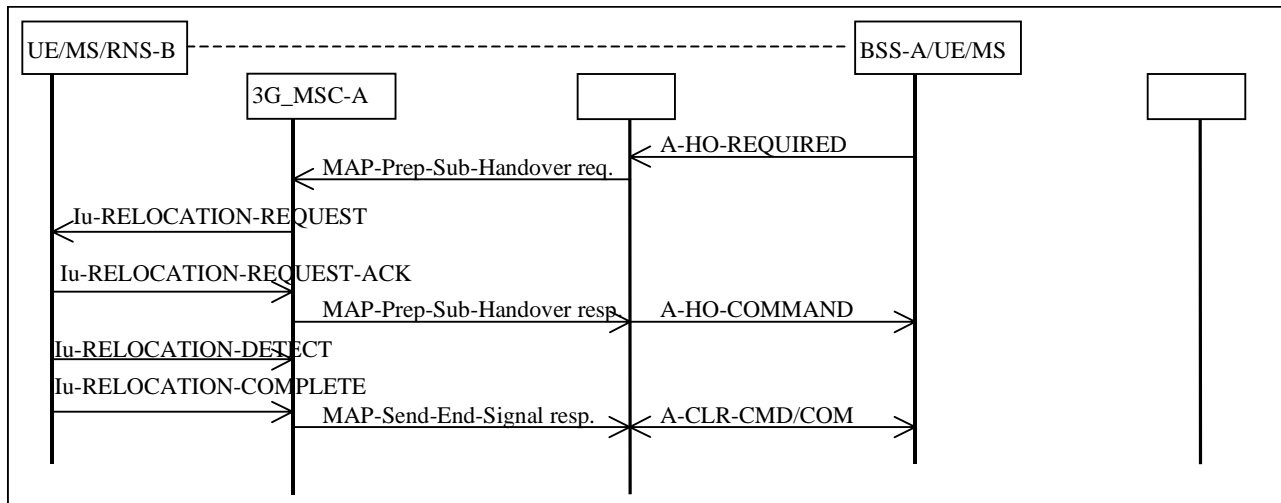 UE/MS/RNS-B
BSS-A/UE/MS
3G_MSC-A
A-HO-REQUIRED
MAP-Prep-Sub-Handover req.
Iu-RELOCATION-REQUEST
Iu-RELOCATION-REQUEST-ACK
MAP-Prep-Sub-Handover resp.
A-HO-COMMAND
Iu-RELOCATION-DETECT
Iu-RELOCATION-COMPLETE
MAP-Send-End-Signal resp.
A-CLR-CMD/COM